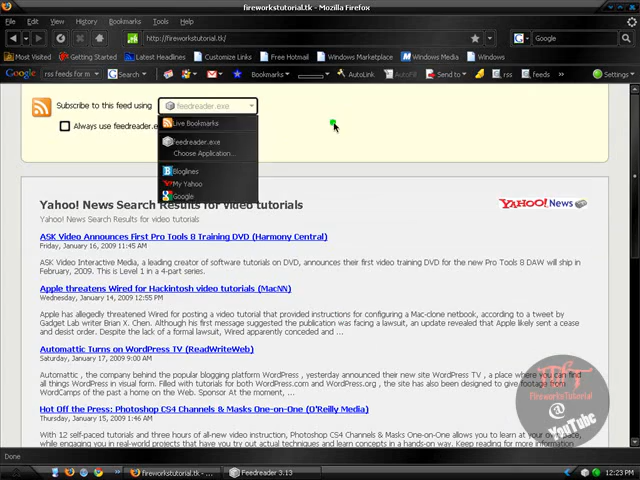 fireworkstutorial.tk - Mozilla Firefox
File Edit View History Bookmarks Tools Help
http://fireworkstutorial.tk/
Google
Most Visited Getting Started Latest Headlines Customize Links Free Hotmail Windows Marketplace Windows Media Windows
Google rss feeds for m Search Bookmarks AutoLink AutoFill Send to rss feeds Settings
Subscribe to this feed using feedreader.exe
Always use feedreader.e
Live Bookmarks
feedreader.exe
Choose Application...
Bloglines
My Yahoo
Google
Yahoo! News Search Results for video tutorials
YAHOO! News
Yahoo! News Search Results for video tutorials
ASK Video Announces First Pro Tools 8 Training DVD (Harmony Central)
Friday, January 16, 2009 11:45 AM
ASK Video Interactive Media, a leading creator of software tutorials on DVD, announces their first video training DVD for the new Pro Tools 8 DAW will ship in
February, 2009. This is Level 1 in a 4-part series.
Apple threatens Wired for Hackintosh video tutorials (MacNN)
Wednesday, January 14, 2009 12:55 PM
Apple has allegedly threatened Wired for posting a video tutorial that provided instructions for configuring a Mac-clone netbook, according to a tweet by
Gadget Lab writer Brian X. Chen. Although his first message suggested the publication was facing a lawsuit, an update revealed that Apple likely sent a cease
and desist order. Despite the lack of a formal lawsuit, Wired apparently conceded and ...
Automattic Turns on WordPress TV (ReadWriteWeb)
Saturday, January 17, 2009 9:00 AM
Automattic , the company behind the popular blogging platform WordPress , yesterday announced their new site WordPress TV , a place where you can find
all things WordPress in visual form. Filled with tutorials for both WordPress.com and WordPress.org , the site has also been designed to give footage from
WordCamps of the past a home on the Web. Sponsor At the moment, ...
Hot Off the Press: Photoshop CS4 Channels & Masks One-on-One (O'Reilly Media)
Thursday, January 15, 2009 1:46 AM
With 12 self-paced tutorials and three hours of all-new video instruction, Photoshop CS4 Channels & Masks One-on-One allows you to learn at your own pace,
FireworksTutorial
@
YouTube
Done
fireworkstutorial.tk - ...
Feedreader 3.13
12:23 PM